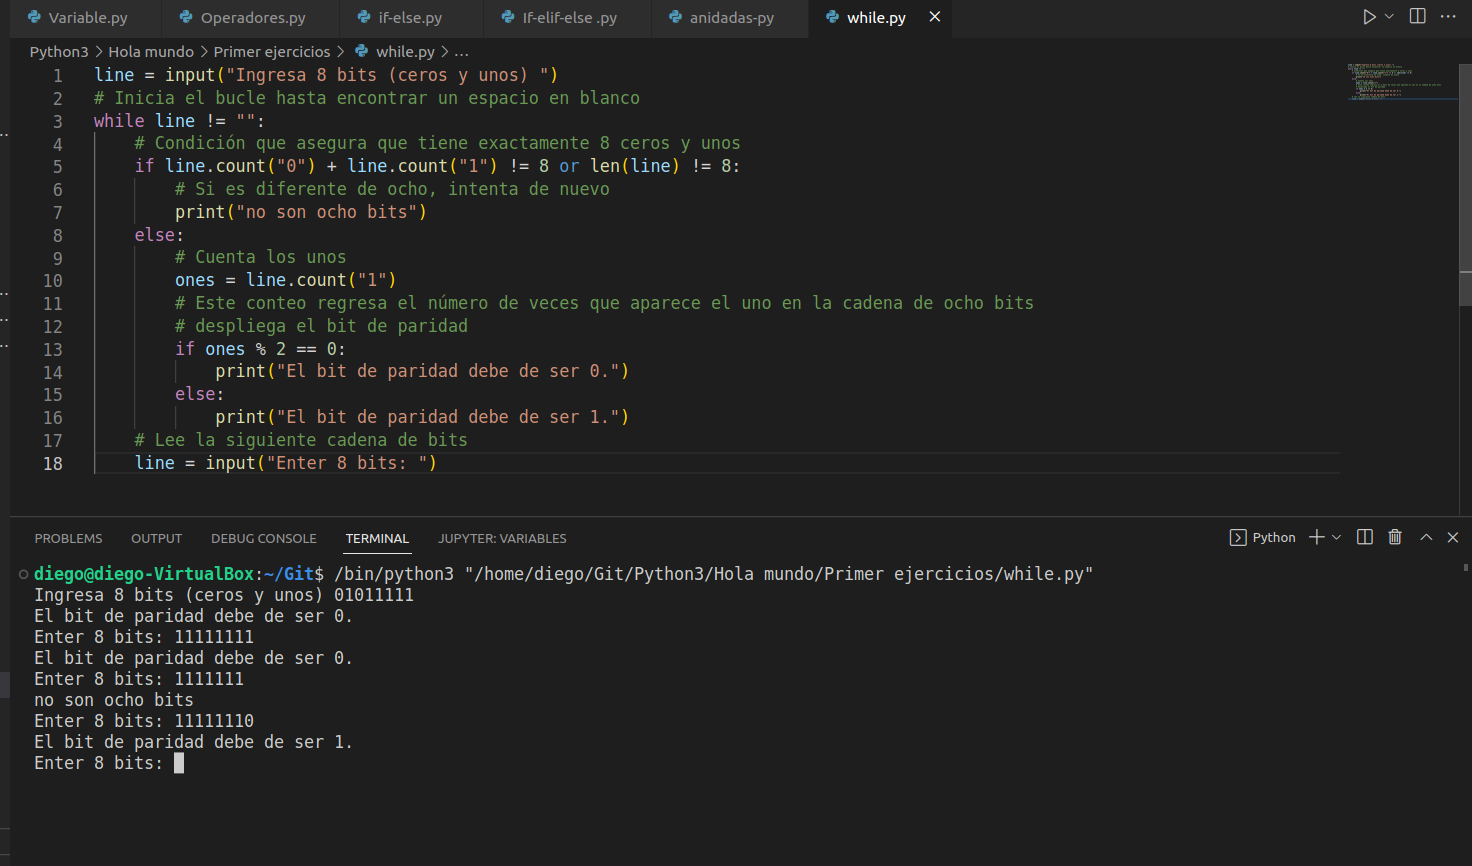 Variable.py Operadores.py if-else.py If-elif-else .py anidadas-py while.py
Python3 > Hola mundo > Primer ejercicios > while.py > ...
1 line = input("Ingresa 8 bits (ceros y unos) ")
2 # Inicia el bucle hasta encontrar un espacio en blanco
3 while line != "":
4 # Condición que asegura que tiene exactamente 8 ceros y unos
5 if line.count("0") + line.count("1") != 8 or len(line) != 8:
6 # Si es diferente de ocho, intenta de nuevo
7 print("no son ocho bits")
8 else:
9 # Cuenta los unos
10 ones = line.count("1")
11 # Este conteo regresa el número de veces que aparece el uno en la cadena de ocho bits
12 # despliega el bit de paridad
13 if ones % 2 == 0:
14 print("El bit de paridad debe de ser 0.")
15 else:
16 print("El bit de paridad debe de ser 1.")
17 # Lee la siguiente cadena de bits
18 line = input("Enter 8 bits: ")
PROBLEMS OUTPUT DEBUG CONSOLE TERMINAL JUPYTER: VARIABLES Python
diego@diego-VirtualBox:~/Git$ /bin/python3 "/home/diego/Git/Python3/Hola mundo/Primer ejercicios/while.py"
Ingresa 8 bits (ceros y unos) 01011111
El bit de paridad debe de ser 0.
Enter 8 bits: 11111111
El bit de paridad debe de ser 0.
Enter 8 bits: 1111111
no son ocho bits
Enter 8 bits: 11111110
El bit de paridad debe de ser 1.
Enter 8 bits: